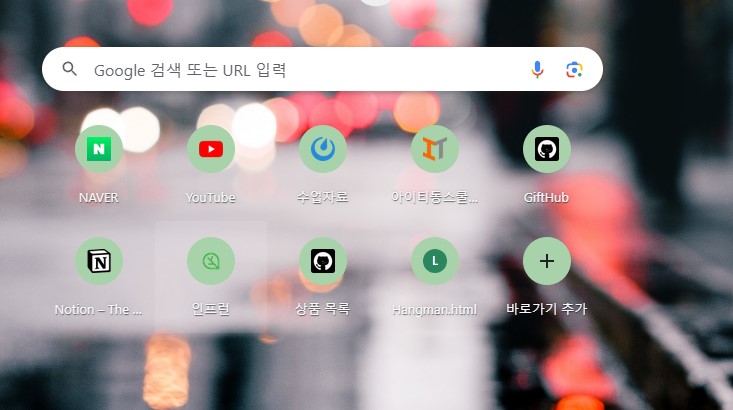 Google 검색 또는 URL 입력
NAVER
YouTube
수업자료
아이티동스쿨...
GiftHub
Notion – The ...
인프런
상품 목록
L
Hangman.html
바로가기 추가